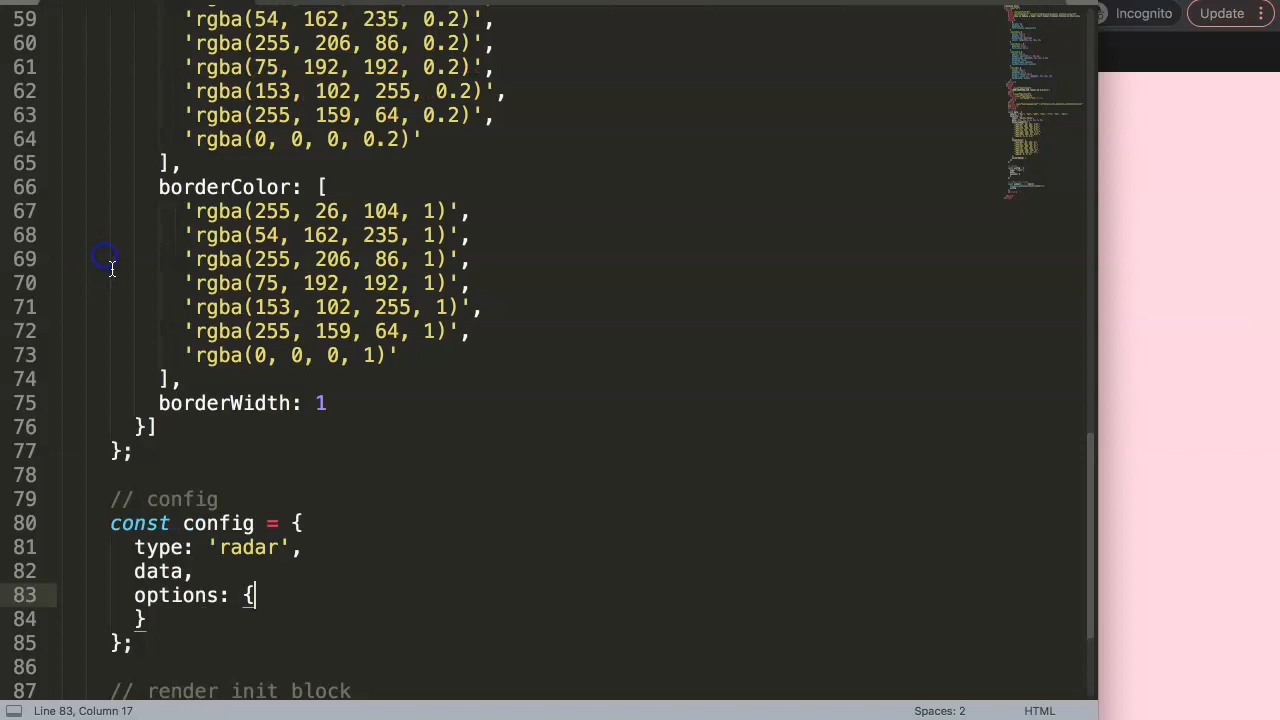 Incognito
Update
59 'rgba(54, 162, 235, 0.2)',
60 'rgba(255, 206, 86, 0.2)',
61 'rgba(75, 192, 192, 0.2)',
62 'rgba(153, 102, 255, 0.2)',
63 'rgba(255, 159, 64, 0.2)',
64 'rgba(0, 0, 0, 0.2)'
65 ],
66 borderColor: [
67 'rgba(255, 26, 104, 1)',
68 'rgba(54, 162, 235, 1)',
69 'rgba(255, 206, 86, 1)',
70 'rgba(75, 192, 192, 1)',
71 'rgba(153, 102, 255, 1)',
72 'rgba(255, 159, 64, 1)',
73 'rgba(0, 0, 0, 1)'
74 ],
75 borderWidth: 1
76 }]
77 };
78
79 // config
80 const config = {
81 type: 'radar',
82 data,
83 options: {
84 }
85 };
86
87 // render init block
Line 83, Column 17
Spaces: 2
HTML